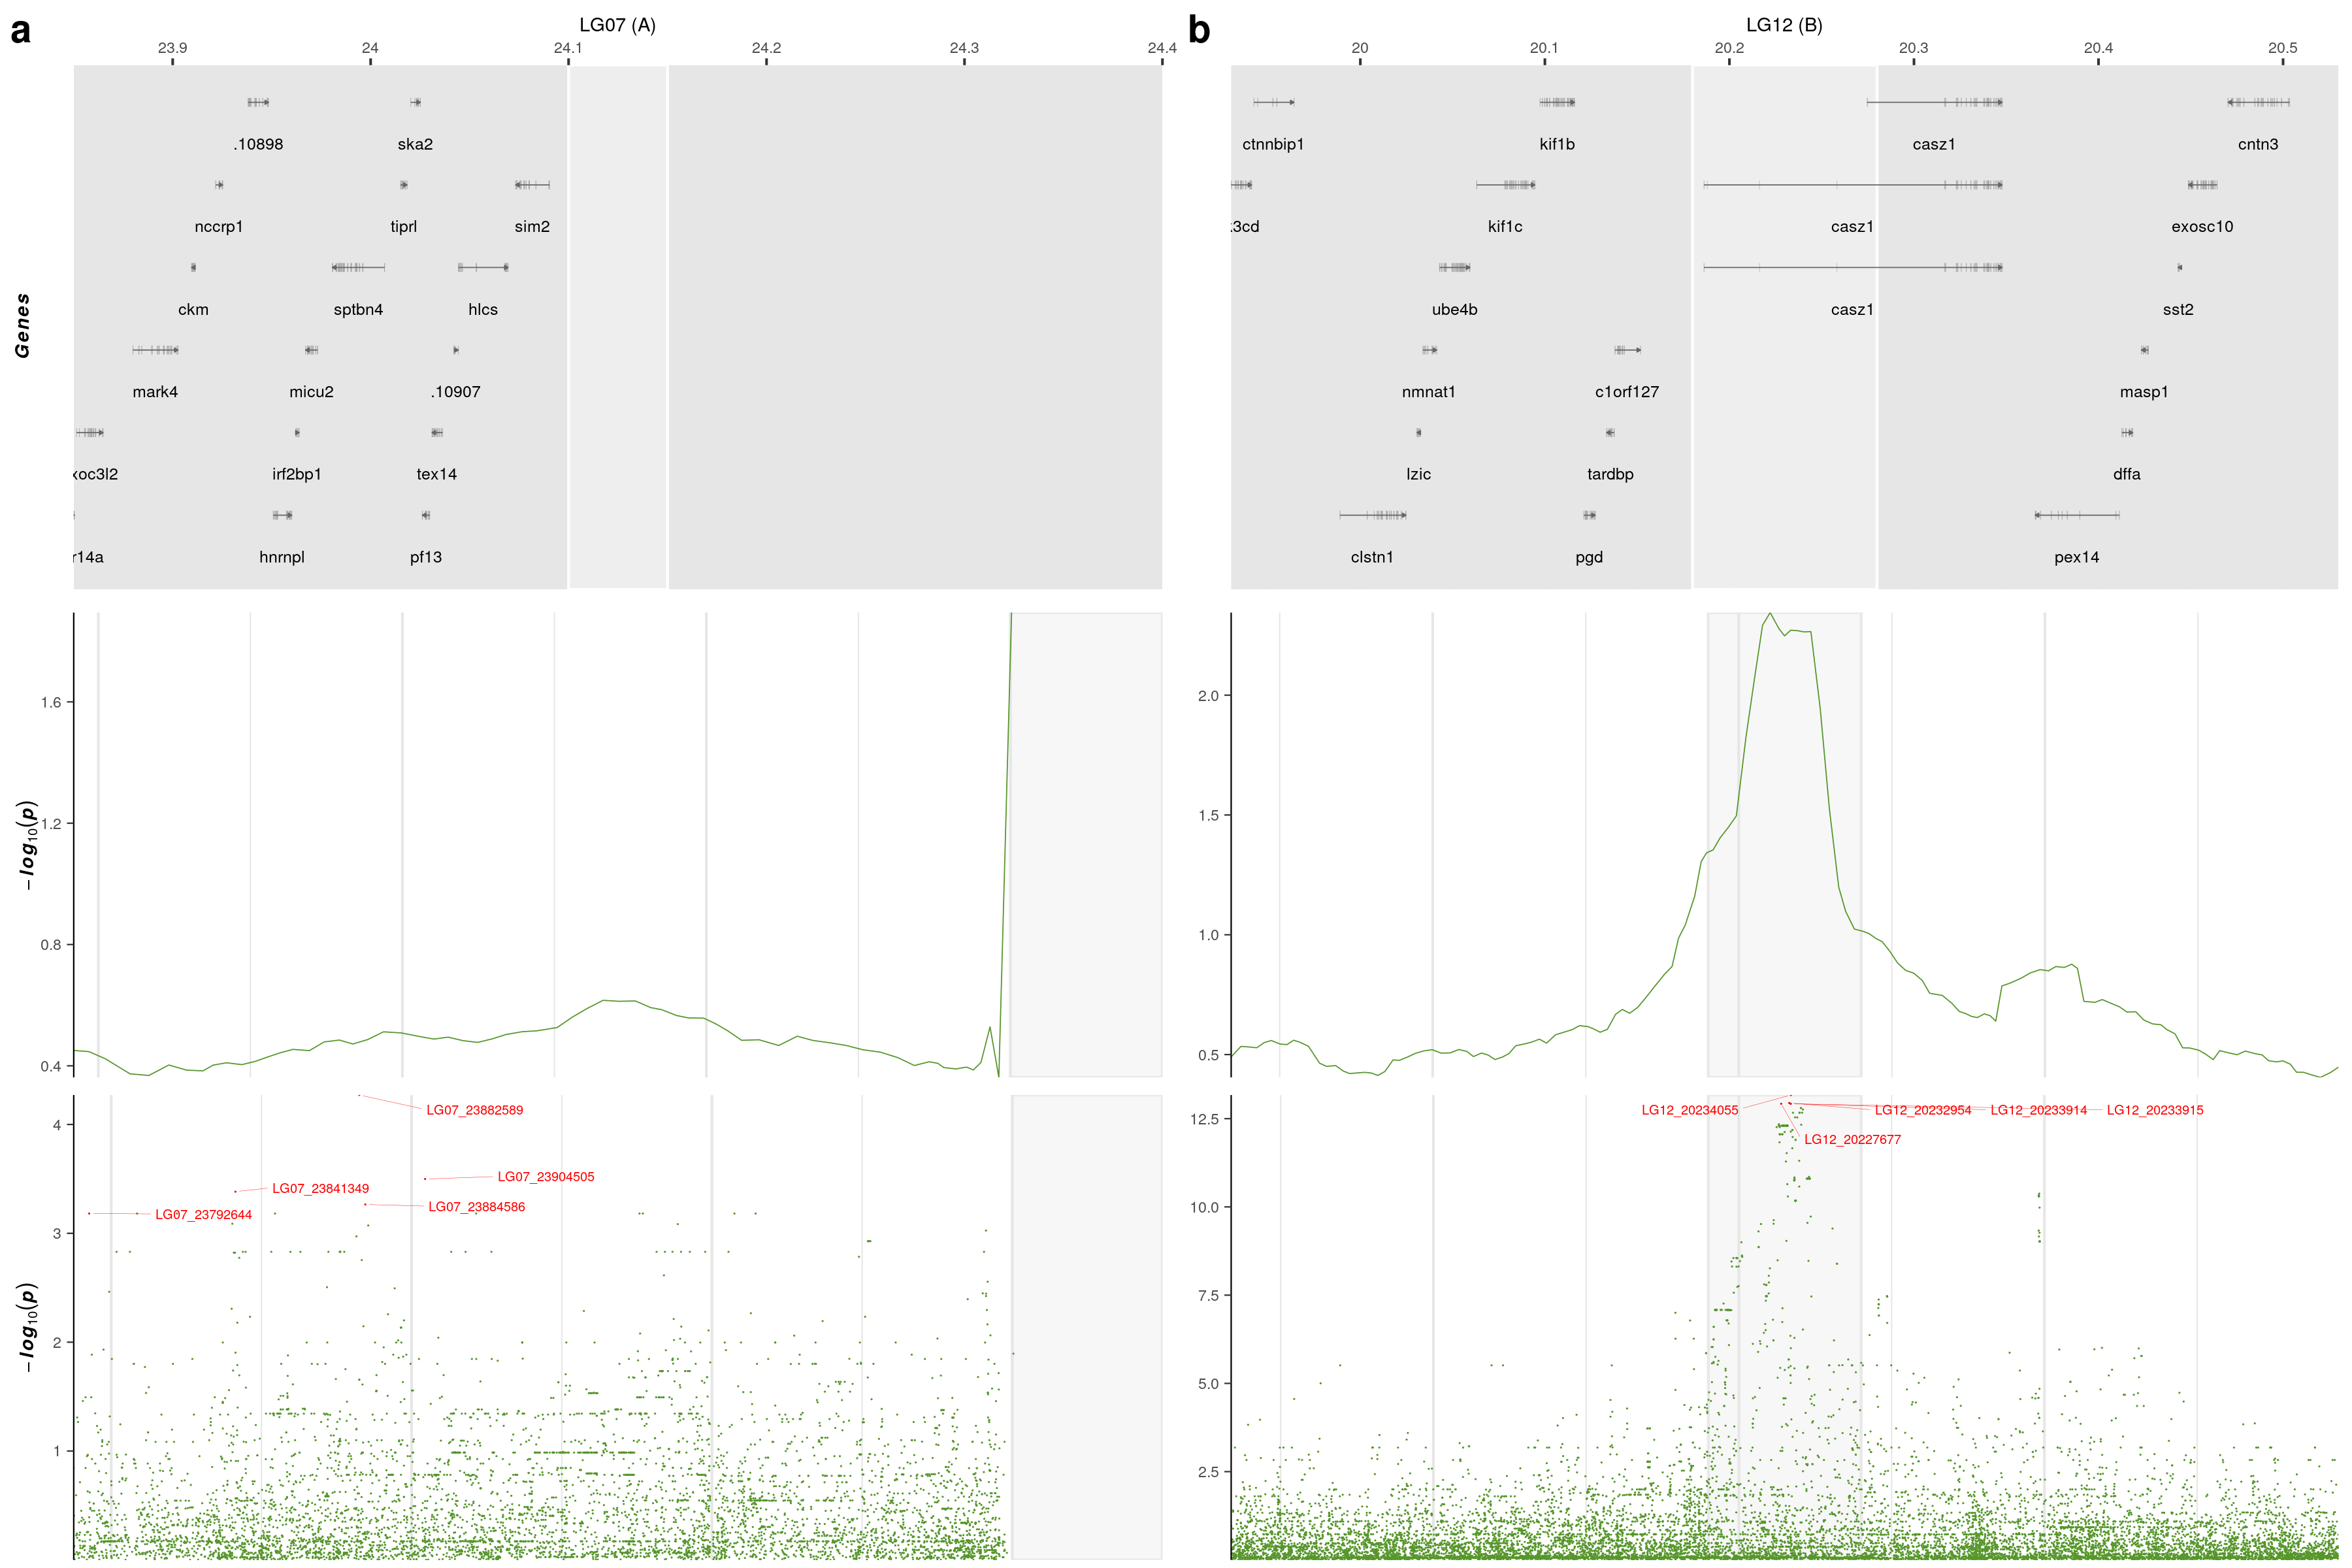 a
LG07 (A)
23.9 24 24.1 24.2 24.3 24.4
.10898 ska2
nccrp1 tiprl sim2
ckm sptbn4 hlcs
Genes
mark4 micu2 .10907
xoc3l2 irf2bp1 tex14
r14a hnrnpl pf13
−log10(p)
1.6
1.2
0.8
0.4
−log10(p)
4
3
2
1
LG07_23882589
LG07_23904505
LG07_23841349
LG07_23884586
LG07_23792644
b
LG12 (B)
20 20.1 20.2 20.3 20.4 20.5
ctnnbip1 kif1b casz1 cntn3
3cd kif1c casz1 exosc10
ube4b casz1 sst2
nmnat1 c1orf127 masp1
lzic tardbp dffa
clstn1 pgd pex14
2.0
1.5
1.0
0.5
12.5
10.0
7.5
5.0
2.5
LG12_20234055 LG12_20232954 LG12_20233914 LG12_20233915
LG12_20227677